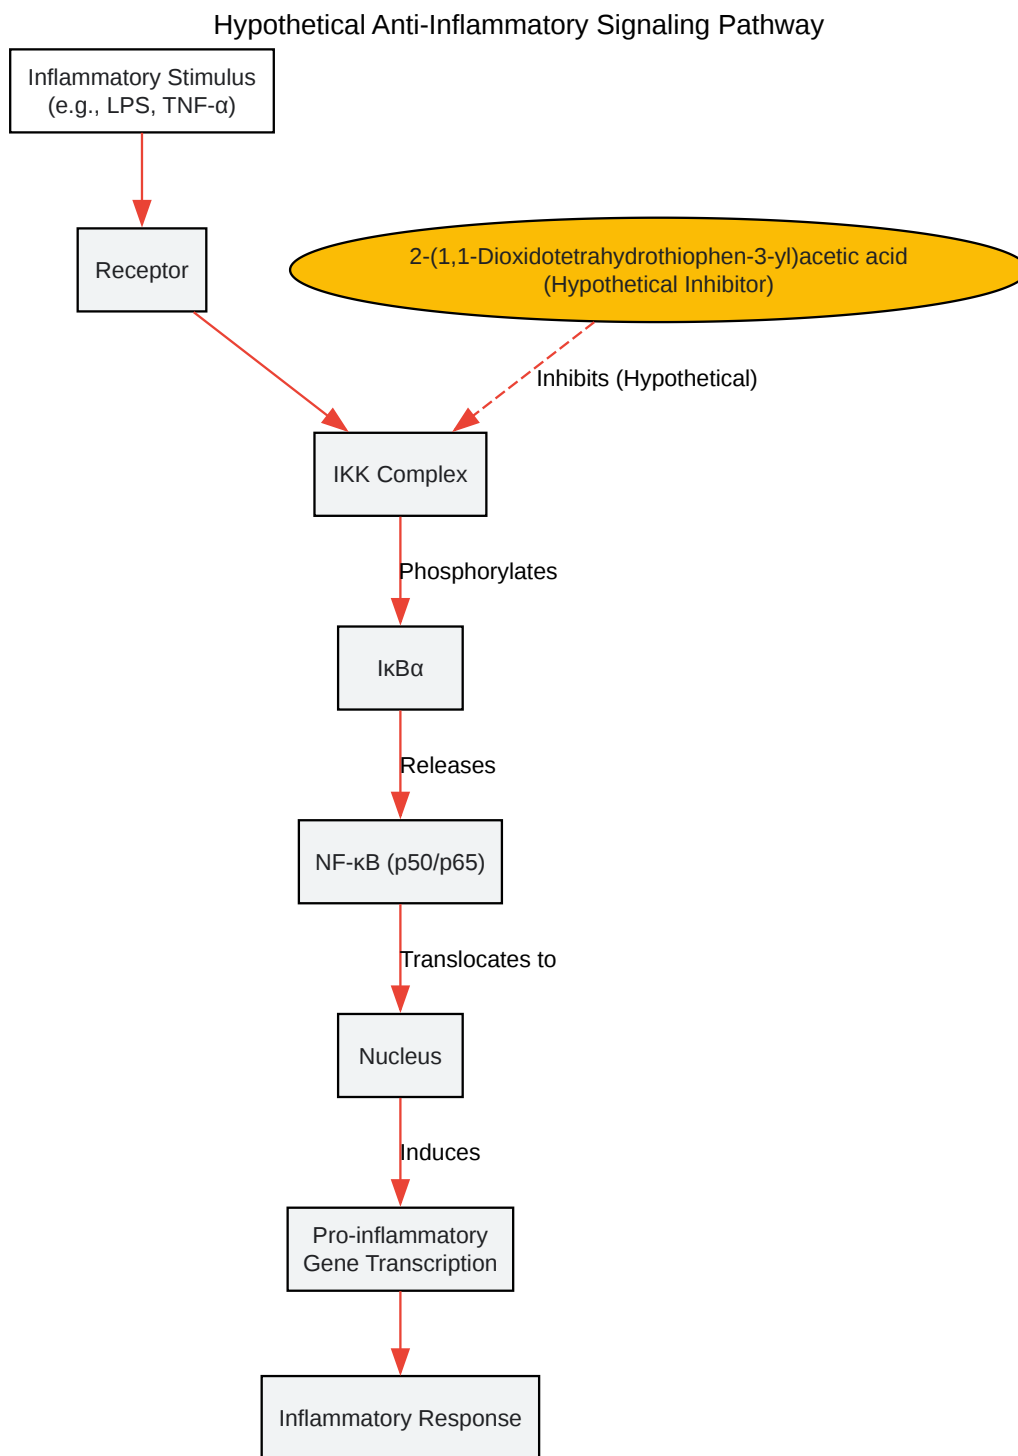 Hypothetical Anti-Inflammatory Signaling Pathway
Inflammatory Stimulus
(e.g., LPS, TNF-α)
Receptor
2-(1,1-Dioxidotetrahydrothiophen-3-yl)acetic acid
(Hypothetical Inhibitor)
Inhibits (Hypothetical)
IKK Complex
Phosphorylates
IκBα
Releases
NF-κB (p50/p65)
Translocates to
Nucleus
Induces
Pro-inflammatory
Gene Transcription
Inflammatory Response